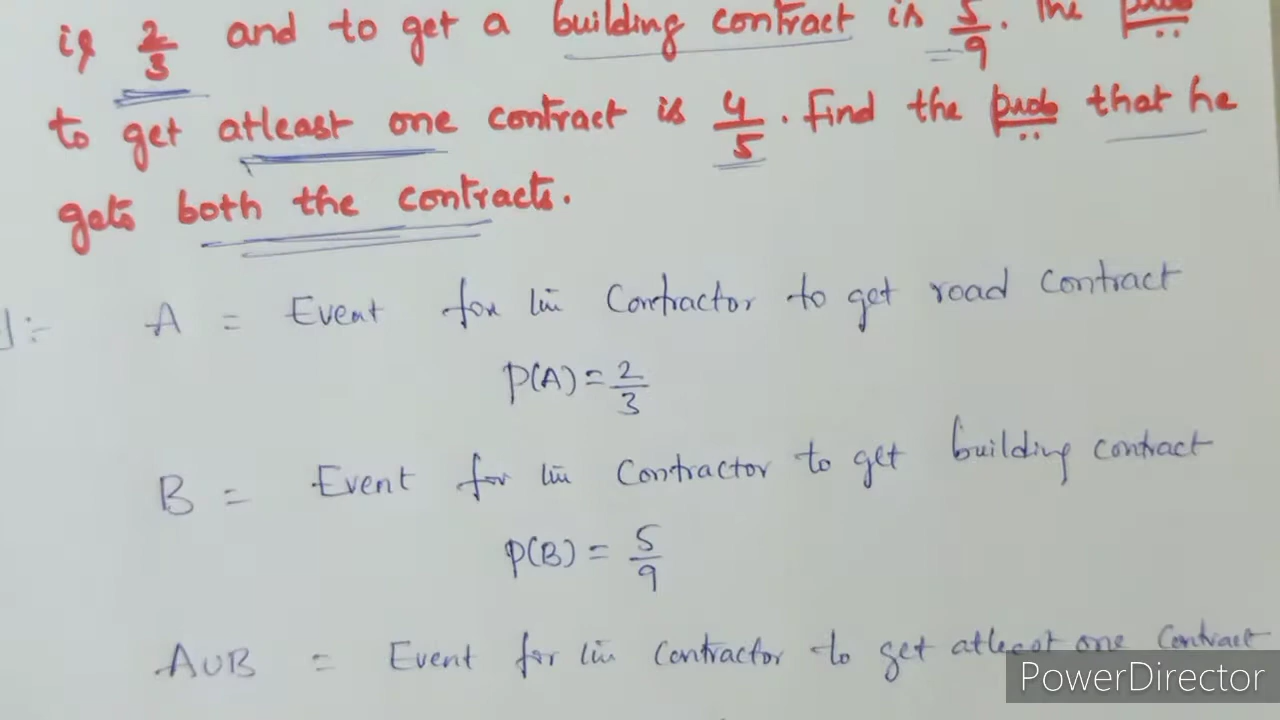 is 2/3 and to get a building contract is 5/9. The prob
to get atleast one contract is 4/5. Find the prob that he
gets both the contracts.
A = Event for the Contractor to get road contract
P(A) = 2/3
B = Event for the Contractor to get building contract
P(B) = 5/9
A∪B = Event for the Contractor to get atleast one Contract
PowerDirector